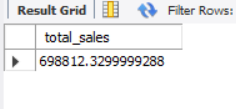 Result Grid Filter Rows:
total_sales
698812.3299999288